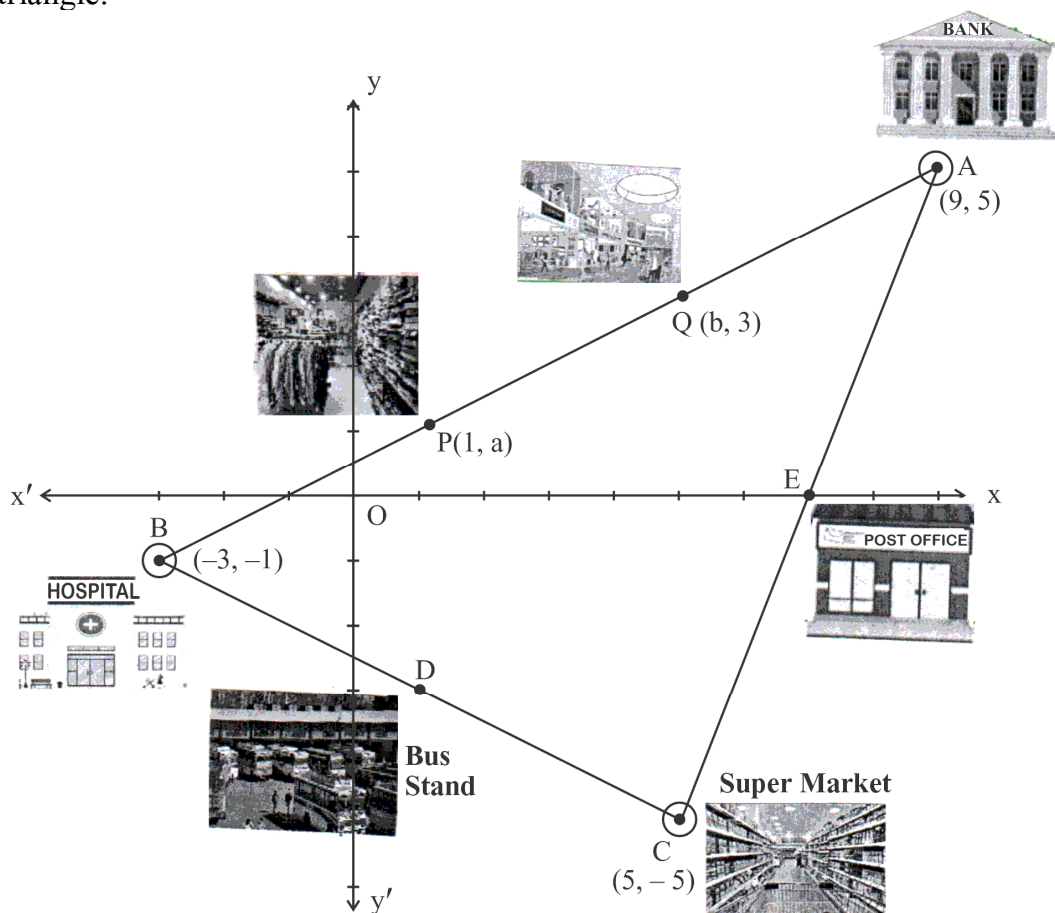 triangle.
BANK
y
A
(9, 5)
Q (b, 3)
P(1, a)
x′
O
E
x
B
(–3, –1)
POST OFFICE
HOSPITAL
D
Bus
Stand
Super Market
C
(5, – 5)
y′